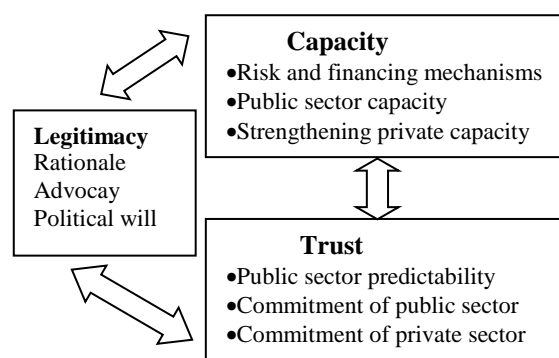 Capacity
•Risk and financing mechanisms
•Public sector capacity
•Strengthening private capacity
Legitimacy
Rationale
Advocay
Political will
Trust
•Public sector predictability
•Commitment of public sector
•Commitment of private sector